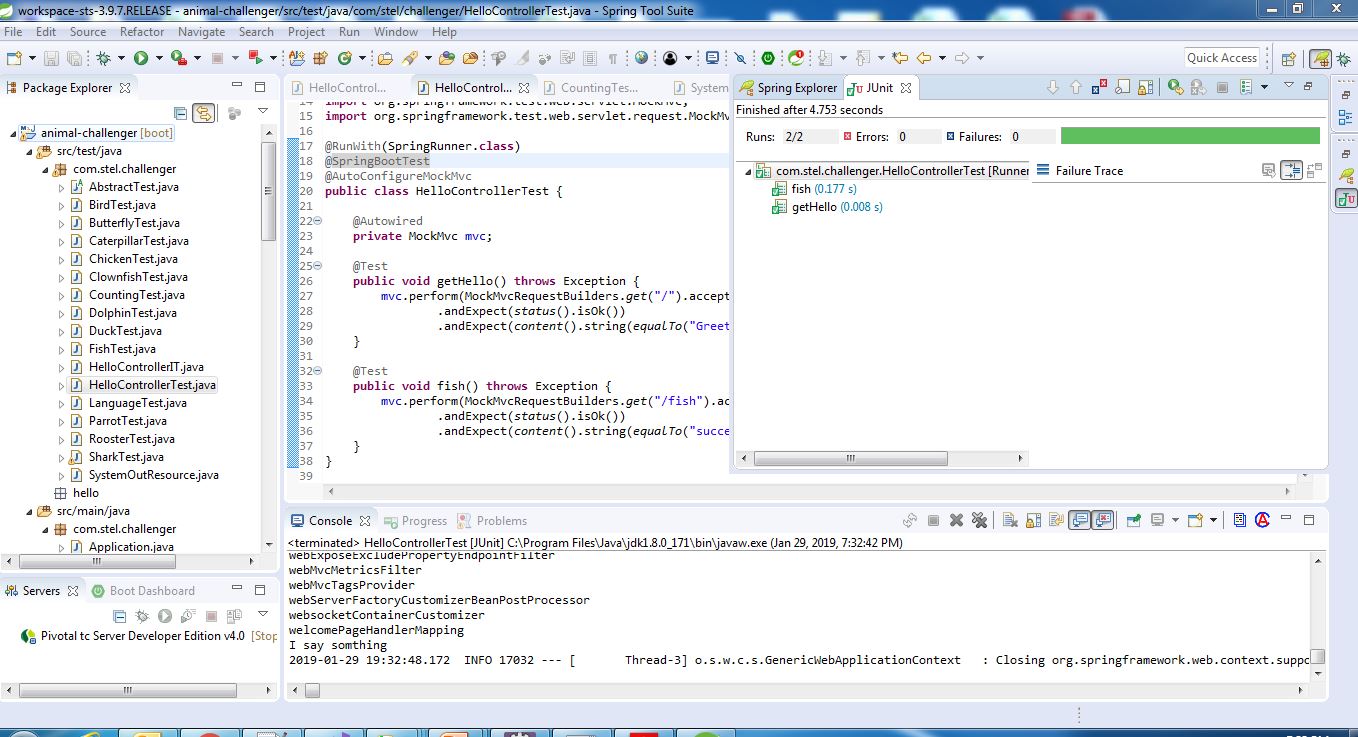 workspace-sts-3.9.7.RELEASE - animal-challenger/src/test/java/com/stel/challenger/HelloControllerTest.java - Spring Tool Suite
File Edit Source Refactor Navigate Search Project Run Window Help
Quick Access
Package Explorer
animal-challenger [boot]
src/test/java
com.stel.challenger
AbstractTest.java
BirdTest.java
ButterflyTest.java
CaterpillarTest.java
ChickenTest.java
ClownfishTest.java
CountingTest.java
DolphinTest.java
DuckTest.java
FishTest.java
HelloControllerIT.java
HelloControllerTest.java
LanguageTest.java
ParrotTest.java
RoosterTest.java
SharkTest.java
SystemOutResource.java
hello
src/main/java
com.stel.challenger
Application.java
Servers Boot Dashboard
Pivotal tc Server Developer Edition v4.0 [Stop
HelloControl... HelloControl... CountingTes... System
14 import org.springframework.test.web.servlet.MockMvc;
15 import org.springframework.test.web.servlet.request.MockMv
16
17 @RunWith(SpringRunner.class)
18 @SpringBootTest
19 @AutoConfigureMockMvc
20 public class HelloControllerTest {
21
22 @Autowired
23 private MockMvc mvc;
24
25 @Test
26 public void getHello() throws Exception {
27 mvc.perform(MockMvcRequestBuilders.get("/").accept
28 .andExpect(status().isOk())
29 .andExpect(content().string(equalTo("Greet
30 }
31
32 @Test
33 public void fish() throws Exception {
34 mvc.perform(MockMvcRequestBuilders.get("/fish").ac
35 .andExpect(status().isOk())
36 .andExpect(content().string(equalTo("succe
37 }
38 }
39
Spring Explorer JUnit
Finished after 4.753 seconds
Runs: 2/2 Errors: 0 Failures: 0
com.stel.challenger.HelloControllerTest [Runner
fish (0.177 s)
getHello (0.008 s)
Failure Trace
Console Progress Problems
<terminated> HelloControllerTest [JUnit] C:\Program Files\Java\jdk1.8.0_171\bin\javaw.exe (Jan 29, 2019, 7:32:42 PM)
webExposeExcludePropertyEndpointFilter
webMvcMetricsFilter
webMvcTagsProvider
webServerFactoryCustomizerBeanPostProcessor
websocketContainerCustomizer
welcomePageHandlerMapping
I say somthing
2019-01-29 19:32:48.172 INFO 17032 --- [ Thread-3] o.s.w.c.s.GenericWebApplicationContext : Closing org.springframework.web.context.suppo